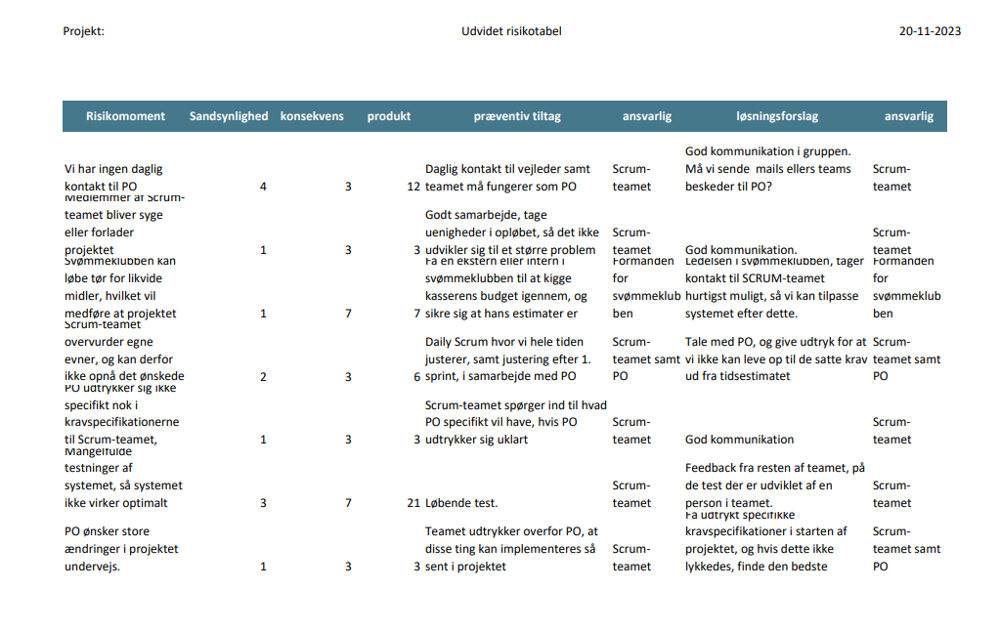 Projekt: Udvidet risikotabel 20-11-2023
Risikomoment Sandsynlighed konsekvens produkt præventiv tiltag ansvarlig løsningsforslag ansvarlig
God kommunikation i gruppen.
Vi har ingen daglig Daglig kontakt til vejleder samt Scrum- Må vi sende mails ellers teams Scrum-
kontakt til PO 4 3 12 teamet må fungerer som PO teamet beskeder til PO? teamet
Medlemmer af Scrum-
teamet bliver syge Godt samarbejde, tage
eller forlader uenigheder i opløbet, så det ikke Scrum- Scrum-
projektet 1 3 3 udvikler sig til et større problem teamet God kommunikation. teamet
Svømmeklubben kan Få en ekstern eller intern i Formanden Ledelsen i svømmeklubben, tager Formanden
løbe tør for likvide svømmeklubben til at kigge for kontakt til SCRUM-teamet for
midler, hvilket vil kasserens budget igennem, og svømmeklub hurtigst muligt, så vi kan tilpasse svømmeklub
medføre at projektet 1 7 7 sikre sig at hans estimater er ben systemet efter dette. ben
Scrum-teamet
overvurder egne Daily Scrum hvor vi hele tiden Scrum- Tale med PO, og give udtryk for at Scrum-
evner, og kan derfor justerer, samt justering efter 1. teamet samt vi ikke kan leve op til de satte krav teamet samt
ikke opnå det ønskede 2 3 6 sprint, i samarbejde med PO PO ud fra tidsestimatet PO
PO udtrykker sig ikke
specifikt nok i Scrum-teamet spørger ind til hvad
kravspecifikationerne PO specifikt vil have, hvis PO Scrum- Scrum-
til Scrum-teamet, 1 3 3 udtrykker sig uklart teamet God kommunikation teamet
Mangelfulde
testninger af Feedback fra resten af teamet, på
systemet, så systemet Scrum- de test der er udviklet af en Scrum-
ikke virker optimalt 3 7 21 Løbende test. teamet person i teamet. teamet
Få udtrykt specifikke
PO ønsker store Teamet udtrykker overfor PO, at kravspecifikationer i starten af Scrum-
ændringer i projektet disse ting kan implementeres så Scrum- projektet, og hvis dette ikke teamet samt
undervejs. 1 3 3 sent i projektet teamet lykkedes, finde den bedste PO